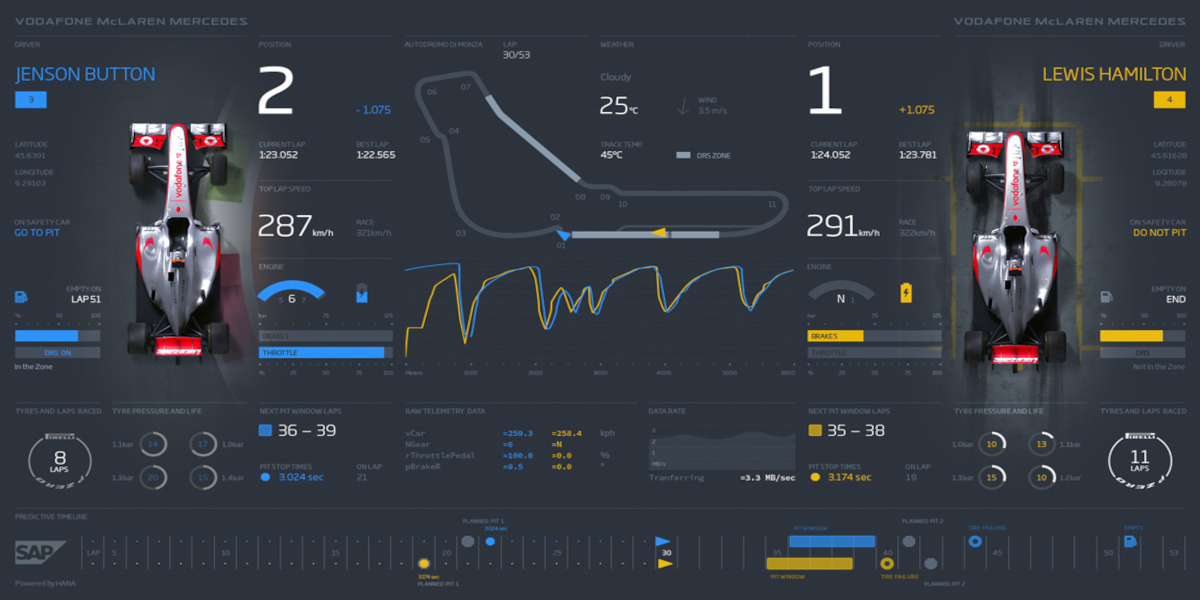 VODAFONE McLAREN MERCEDES
VODAFONE McLAREN MERCEDES
DRIVER
JENSON BUTTON
3
LATITUDE
45.6301
LONGITUDE
9.29103
ON SAFETY CAR
GO TO PIT
EMPTY ON
LAP 51
% 50 100
DRS ON
In the Zone
vodafone
POSITION
2
- 1.075
CURRENT LAP
1:23.052
BEST LAP
1:22.565
TOP LAP SPEED
287km/h
RACE
321km/h
ENGINE
5 6 7
bar 75 125
BRAKES
THROTTLE
% 25 50 75 100
AUTODROMO DI MONZA
LAP
30/53
06
07
04
05
08
09
10
11
02
03
01
WEATHER
Cloudy
25°C
WIND
3.5 m/s
TRACK TEMP.
45°C
DRS ZONE
Meters 1000 2000 3000 4000 5000 5800
POSITION
1
+1.075
CURRENT LAP
1:24.052
BEST LAP
1:23.781
TOP LAP SPEED
291km/h
RACE
322km/h
ENGINE
N 1
bar 75 125
BRAKES
THROTTLE
% 25 50 75 100
DRIVER
LEWIS HAMILTON
4
LATITUDE
45.61628
LONGITUDE
9.28078
ON SAFETY CAR
DO NOT PIT
EMPTY ON
END
% 50 100
DRS
Not in the Zone
vodafone
TYRES AND LAPS RACED
PIRELLI
8
LAPS
P ZERO
TYRE PRESSURE AND LIFE
1.1bar 14 17 1.0bar
1.3bar 20 15 1.4bar
NEXT PIT WINDOW LAPS
36 – 39
PIT STOP TIMES
3.024 sec
ON LAP
21
RAW TELEMETRY DATA
vCar =259.3 =258.4 kph
NGear =6 =N
rThrottlePedal =100.0 =0.0 %
pBrakeR =8.5 =0.0 °
DATA RATE
3
2
1
MB/s
Tranferring =3.3 MB/sec
NEXT PIT WINDOW LAPS
35 – 38
PIT STOP TIMES
3.174 sec
ON LAP
19
TYRE PRESSURE AND LIFE
1.0bar 10 13 1.1bar
1.3bar 15 10 1.2bar
TYRES AND LAPS RACED
PIRELLI
11
LAPS
P ZERO
PREDICTIVE TIMELINE
SAP
Powered by HANA
PLANNED PIT 1
3.024 sec
PIT WINDOW
PLANNED PIT 2
TIRE FAILURE
EMPTY
LAP 5 10 15 20 25 30 35 40 45 50 53
3.174 sec
PLANNED PIT 1
PIT WINDOW
TIRE FAILURE
PLANNED PIT 2